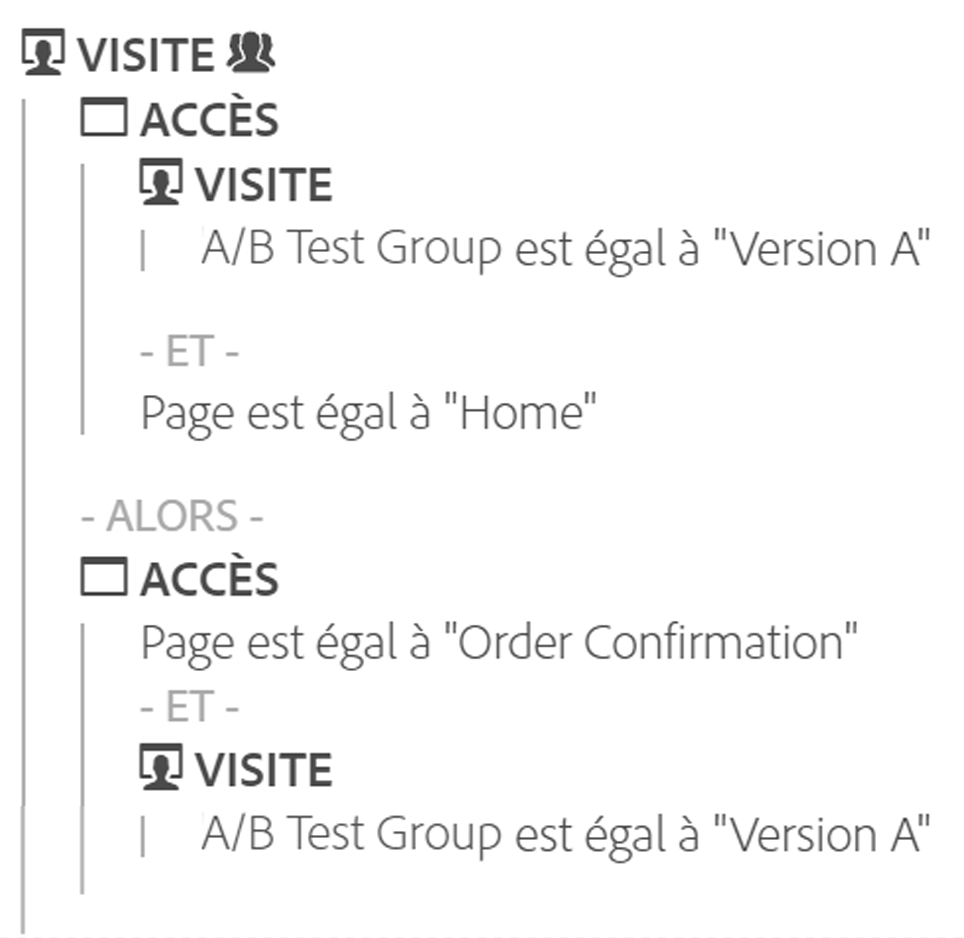 VISITE
ACCÈS
VISITE
A/B Test Group est égal à "Version A"
- ET -
Page est égal à "Home"
- ALORS -
ACCÈS
Page est égal à "Order Confirmation"
- ET -
VISITE
A/B Test Group est égal à "Version A"